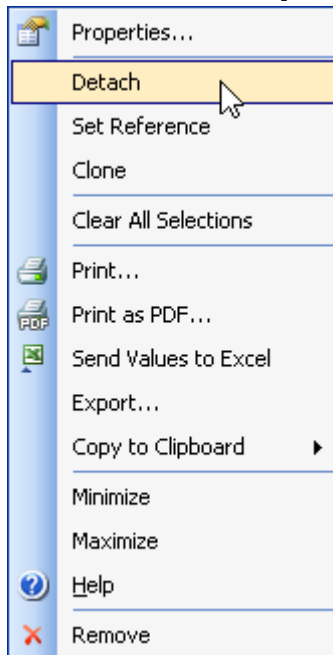 Properties...
Detach
Set Reference
Clone
Clear All Selections
Print...
PDF
Print as PDF...
Send Values to Excel
Export...
Copy to Clipboard
Minimize
Maximize
Help
Remove